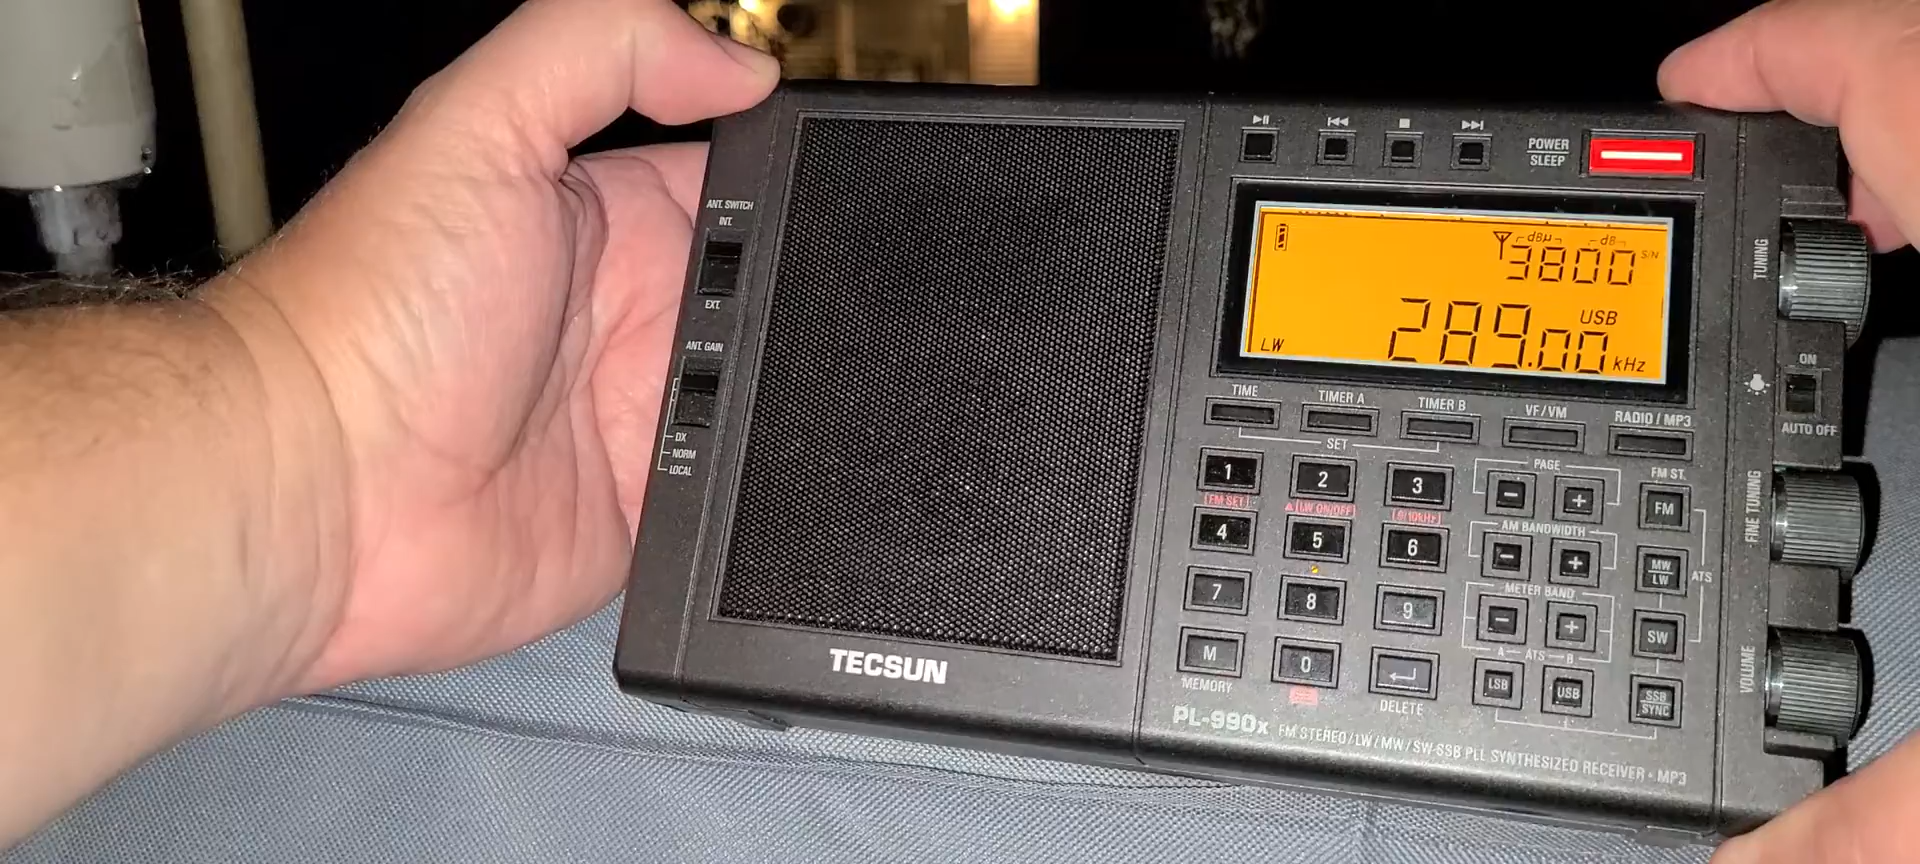 ANT. SWITCH
INT.
EXT.
ANT. GAIN
DX
NORM
LOCAL
TECSUN
POWER
SLEEP
dBµ
dB
3800
S/N
USB
LW
289.00 kHz
TIME
TIMER A
TIMER B
VF/VM
RADIO / MP3
SET
1
2
3
PAGE
-
+
FM ST.
FM
[FM SET]
[LW ON/OFF]
[9/10kHz]
4
5
6
AM BANDWIDTH
-
+
MW
LW
ATS
7
8
9
METER BAND
-
+
SW
A ATS B
M
0
MEMORY
DELETE
LSB
USB
SSB
SYNC
PL-990x
FM STEREO/LW/MW/SW-SSB PLL SYNTHESIZED RECEIVER • MP3
TUNING
ON
AUTO OFF
FINE TUNING
VOLUME